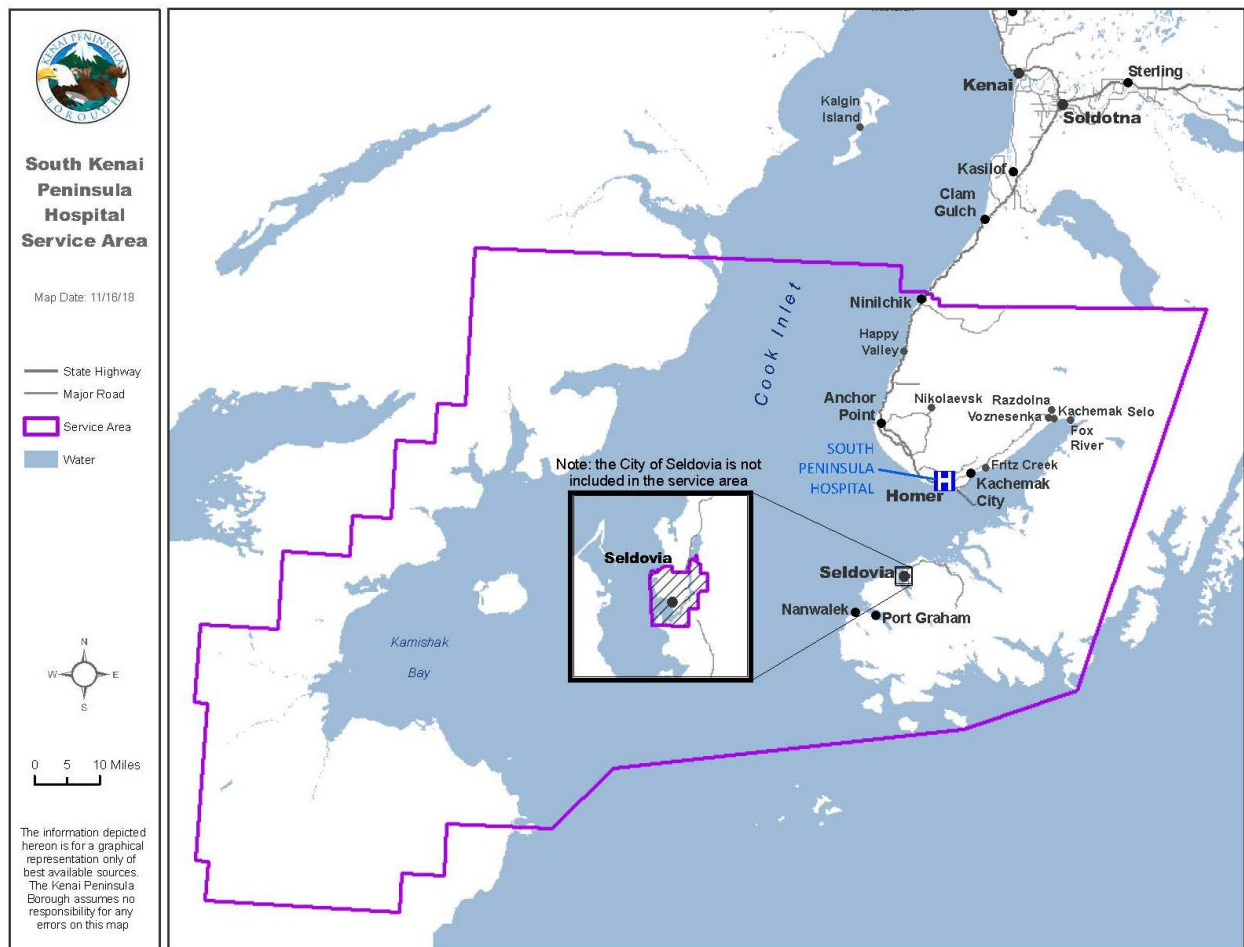 KENAI PENINSULA
BOROUGH
South Kenai
Peninsula
Hospital
Service Area
Map Date: 11/16/18
State Highway
Major Road
Service Area
Water
N
W
E
S
0 5 10 Miles
The information depicted
hereon is for a graphical
representation only of
best available sources.
The Kenai Peninsula
Borough assumes no
responsibility for any
errors on this map
Kenai
Sterling
Soldotna
Kalgin
Island
Kasilof
Clam
Gulch
Cook Inlet
Ninilchik
Happy
Valley
Anchor
Point
Nikolaevsk
Razdolna
Voznesenka
Kachemak Selo
Fox
River
SOUTH
PENINSULA
HOSPITAL
H
Fritz Creek
Kachemak
City
Homer
Note: the City of Seldovia is not
included in the service area
Seldovia
Seldovia
Nanwalek
Port Graham
Kamishak
Bay